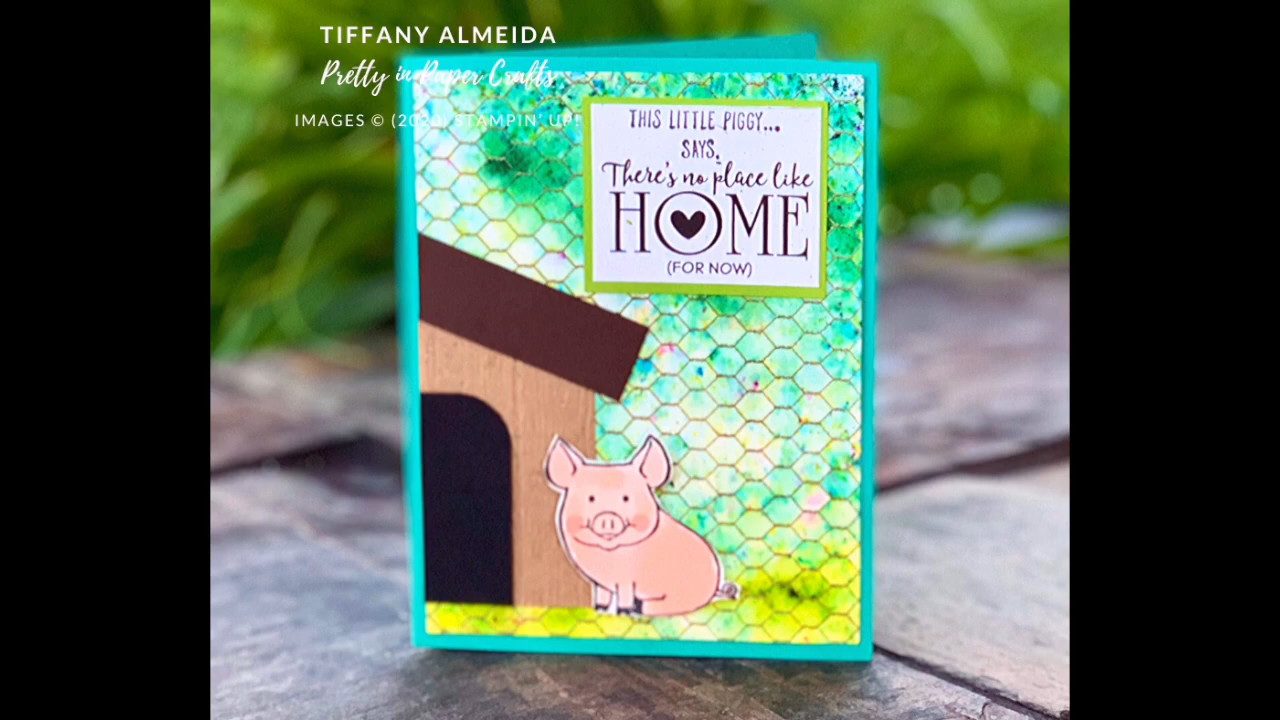 TIFFANY ALMEIDA
Pretty in Paper Crafts
IMAGES © (2020) STAMPIN' UP!
THIS LITTLE PIGGY...
SAYS.
There's no place like
HOME
(FOR NOW)